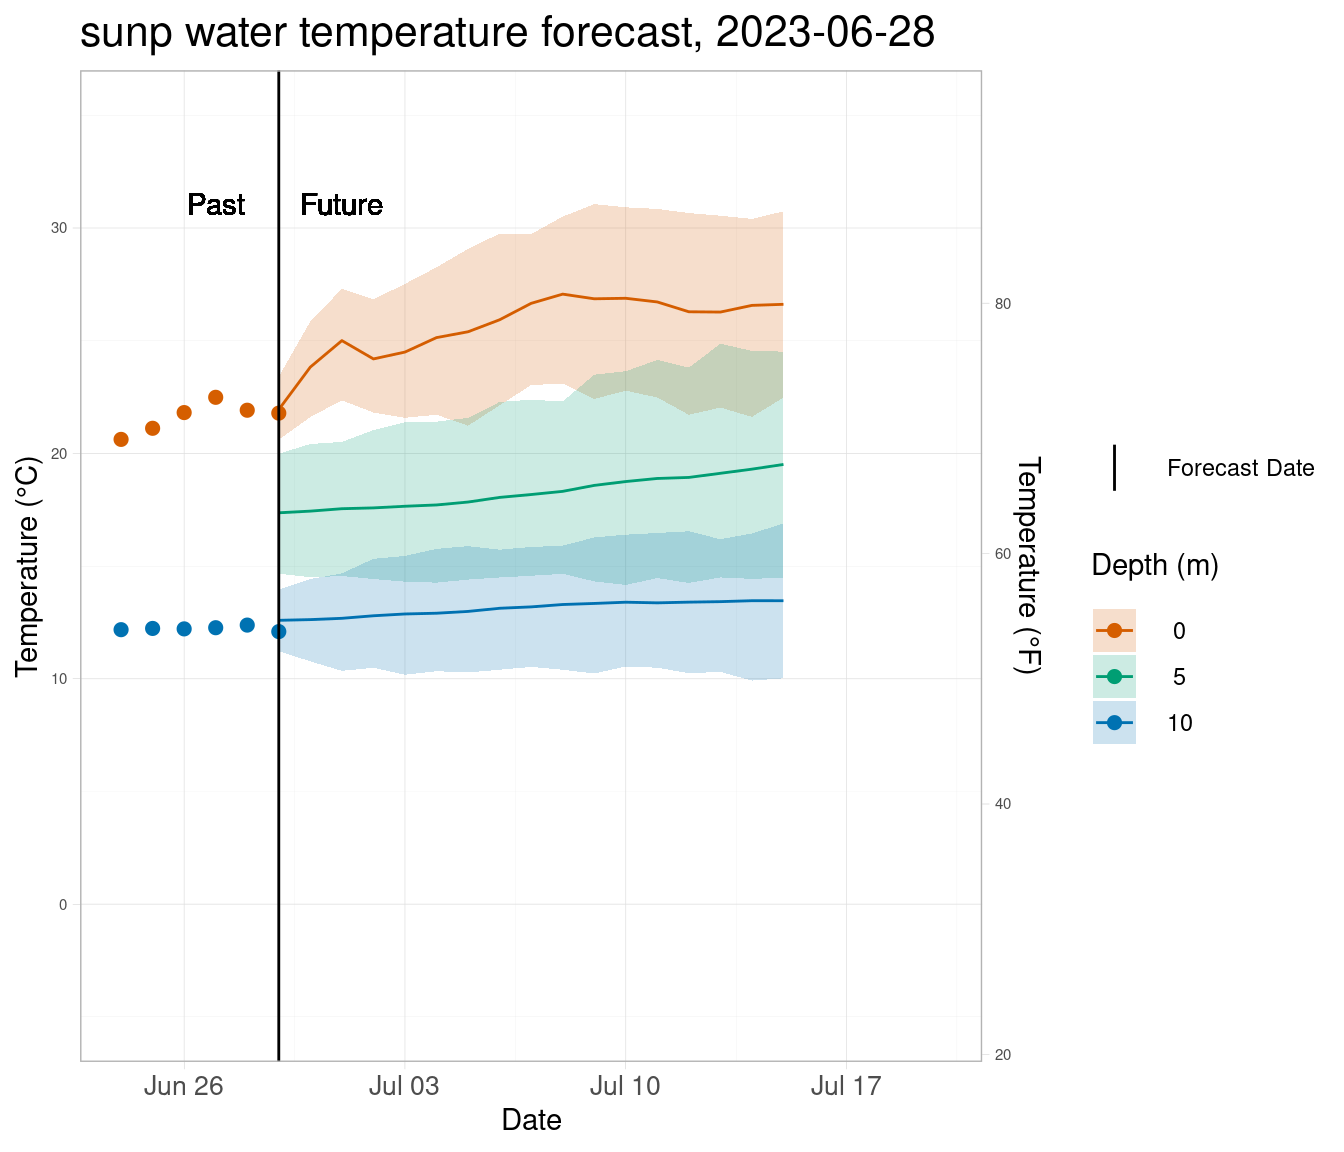 sunp water temperature forecast, 2023-06-28
Past
Future
30
20
10
0
Temperature (°C)
80
60
40
20
Temperature (°F)
Jun 26
Jul 03
Jul 10
Jul 17
Date
Forecast Date
Depth (m)
0
5
10